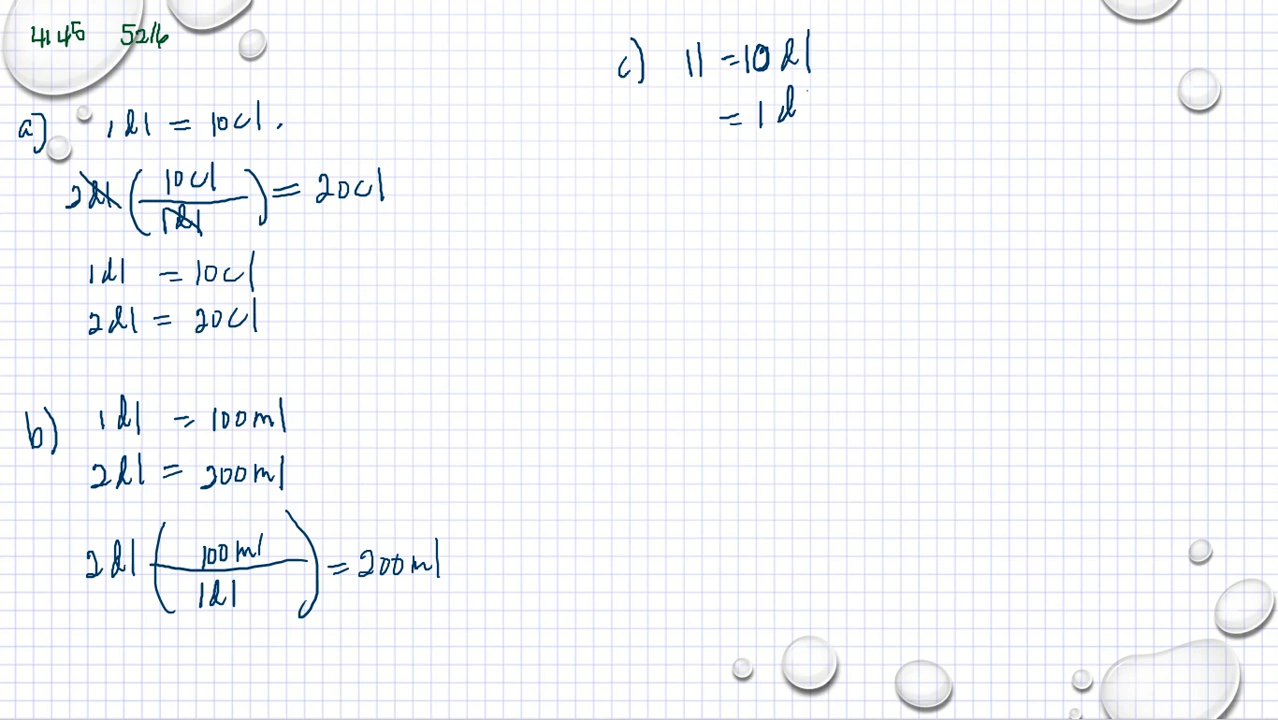 4145 5216
a) 1dl = 10cl.
2dl (10cl / 1dl) = 20cl
1dl = 10cl
2dl = 20cl
b) 1dl = 100ml
2dl = 200ml
2dl (100ml / 1dl) = 200ml
c) 1l = 10dl
= 1d